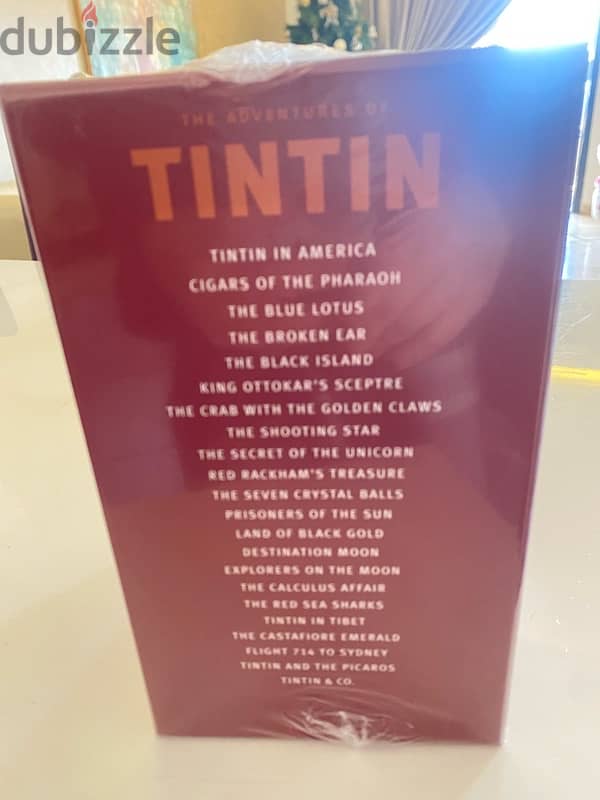 dubizzle
THE ADVENTURES OF
TINTIN
TINTIN IN AMERICA
CIGARS OF THE PHARAOH
THE BLUE LOTUS
THE BROKEN EAR
THE BLACK ISLAND
KING OTTOKAR'S SCEPTRE
THE CRAB WITH THE GOLDEN CLAWS
THE SHOOTING STAR
THE SECRET OF THE UNICORN
RED RACKHAM'S TREASURE
THE SEVEN CRYSTAL BALLS
PRISONERS OF THE SUN
LAND OF BLACK GOLD
DESTINATION MOON
EXPLORERS ON THE MOON
THE CALCULUS AFFAIR
THE RED SEA SHARKS
TINTIN IN TIBET
THE CASTAFIORE EMERALD
FLIGHT 714 TO SYDNEY
TINTIN AND THE PICAROS
TINTIN & CO.